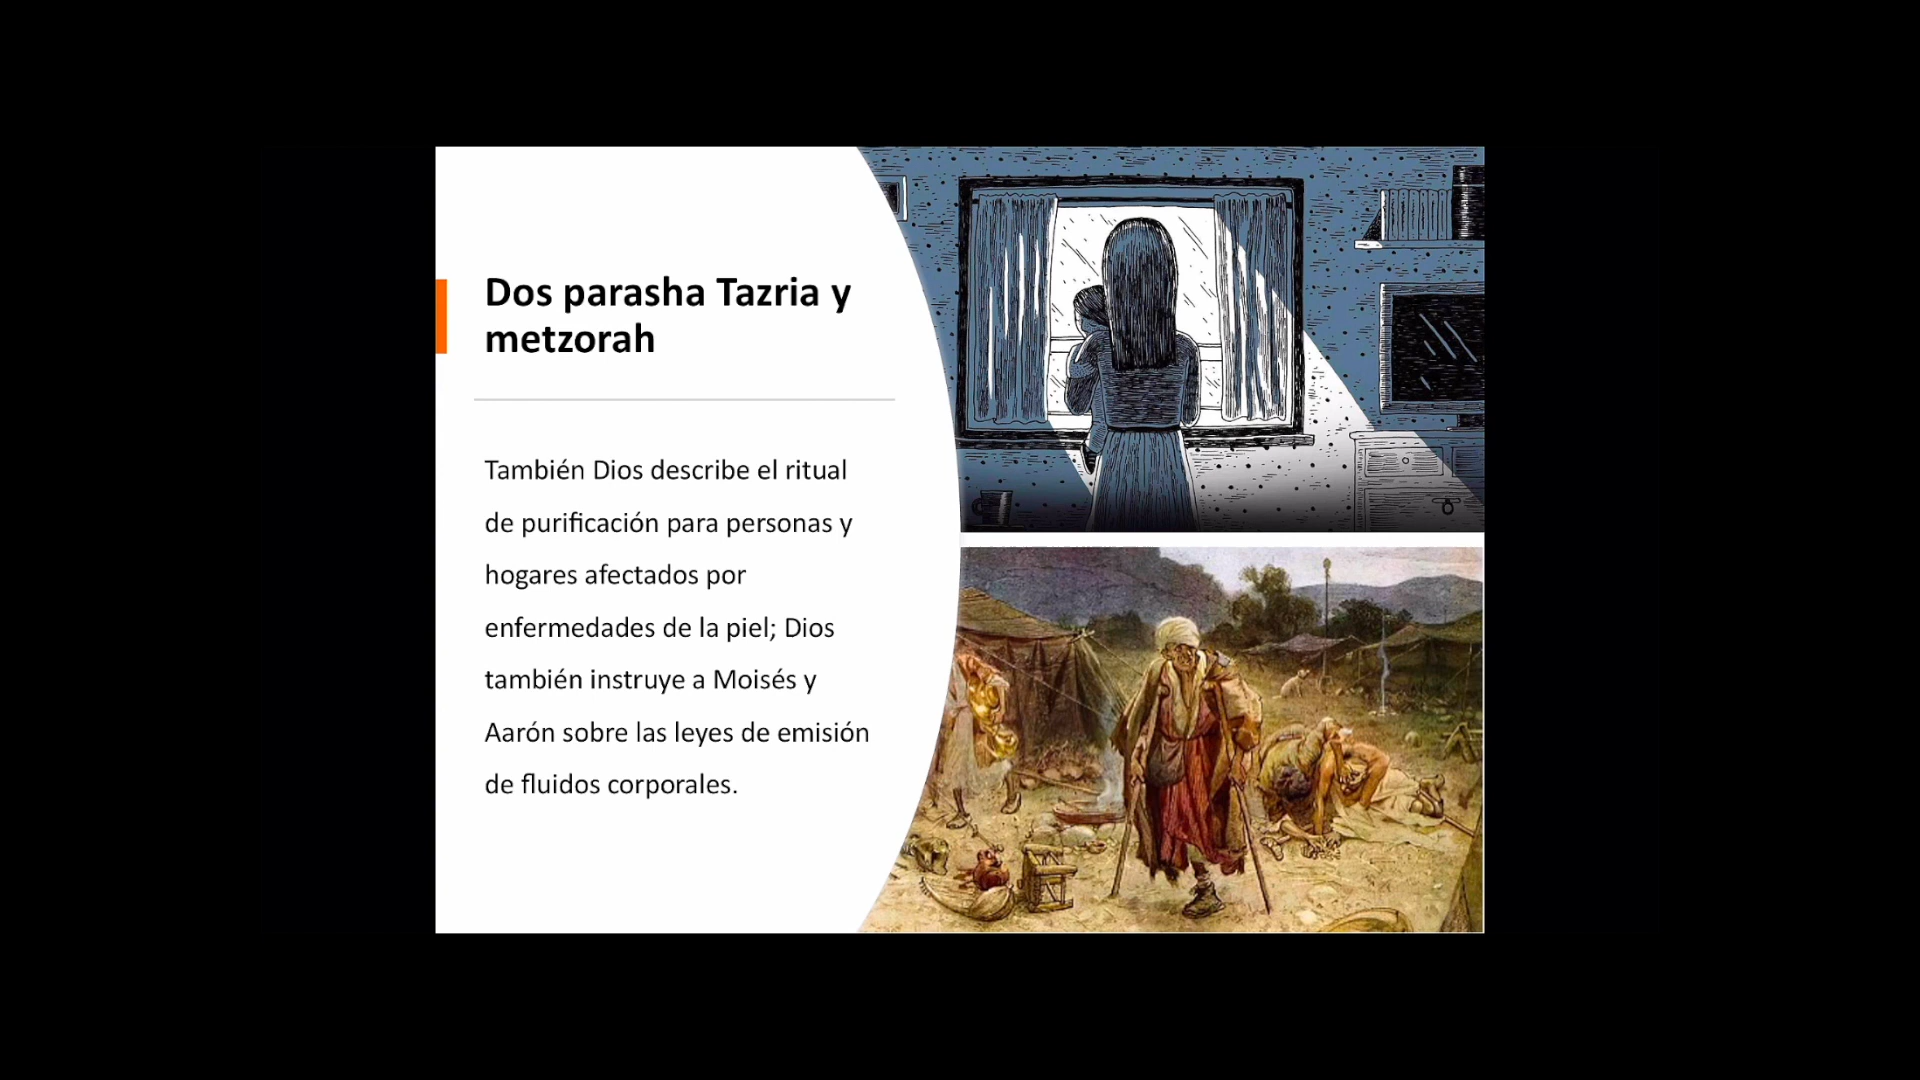 Dos parasha Tazria y
metzorah
También Dios describe el ritual
de purificación para personas y
hogares afectados por
enfermedades de la piel; Dios
también instruye a Moisés y
Aarón sobre las leyes de emisión
de fluidos corporales.